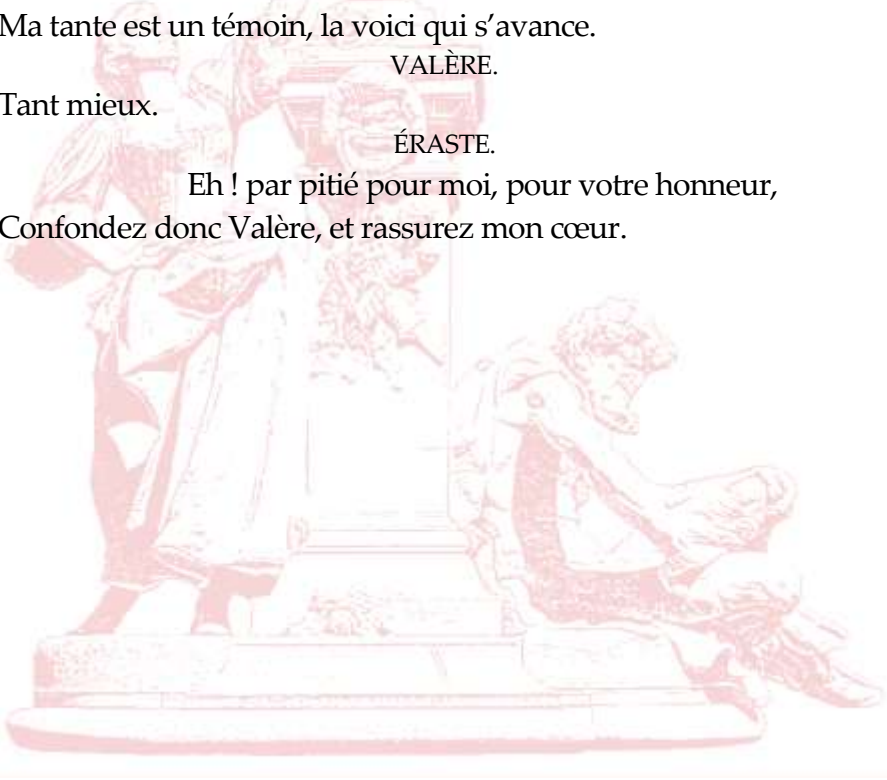 Ma tante est un témoin, la voici qui s’avance.
VALÈRE.
Tant mieux.
ÉRASTE.
Eh ! par pitié pour moi, pour votre honneur,
Confondez donc Valère, et rassurez mon cœur.